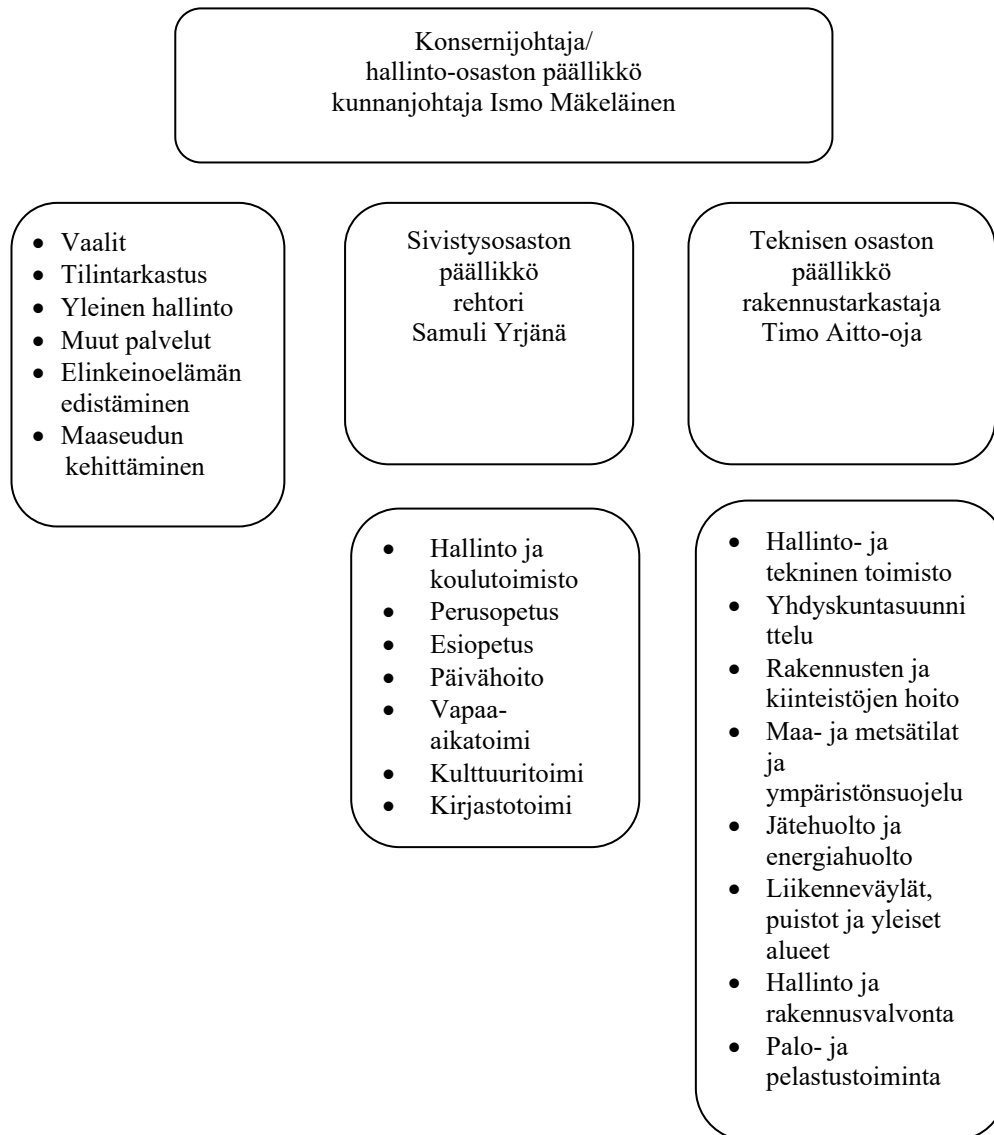 Konsernijohtaja/
hallinto-osaston päällikkö
kunnanjohtaja Ismo Mäkeläinen
• Vaalit
• Tilintarkastus
• Yleinen hallinto
• Muut palvelut
• Elinkeinoelämän
edistäminen
• Maaseudun
kehittäminen
Sivistysosaston
päällikkö
rehtori
Samuli Yrjänä
Teknisen osaston
päällikkö
rakennustarkastaja
Timo Aitto-oja
• Hallinto ja
koulutoimisto
• Perusopetus
• Esiopetus
• Päivähoito
• Vapaa-
aikatoimi
• Kulttuuritoimi
• Kirjastotoimi
• Hallinto- ja
tekninen toimisto
• Yhdyskuntasuunni
ttelu
• Rakennusten ja
kiinteistöjen hoito
• Maa- ja metsätilat
ja
ympäristönsuojelu
• Jätehuolto ja
energiahuolto
• Liikenneväylät,
puistot ja yleiset
alueet
• Hallinto ja
rakennusvalvonta
• Palo- ja
pelastustoiminta